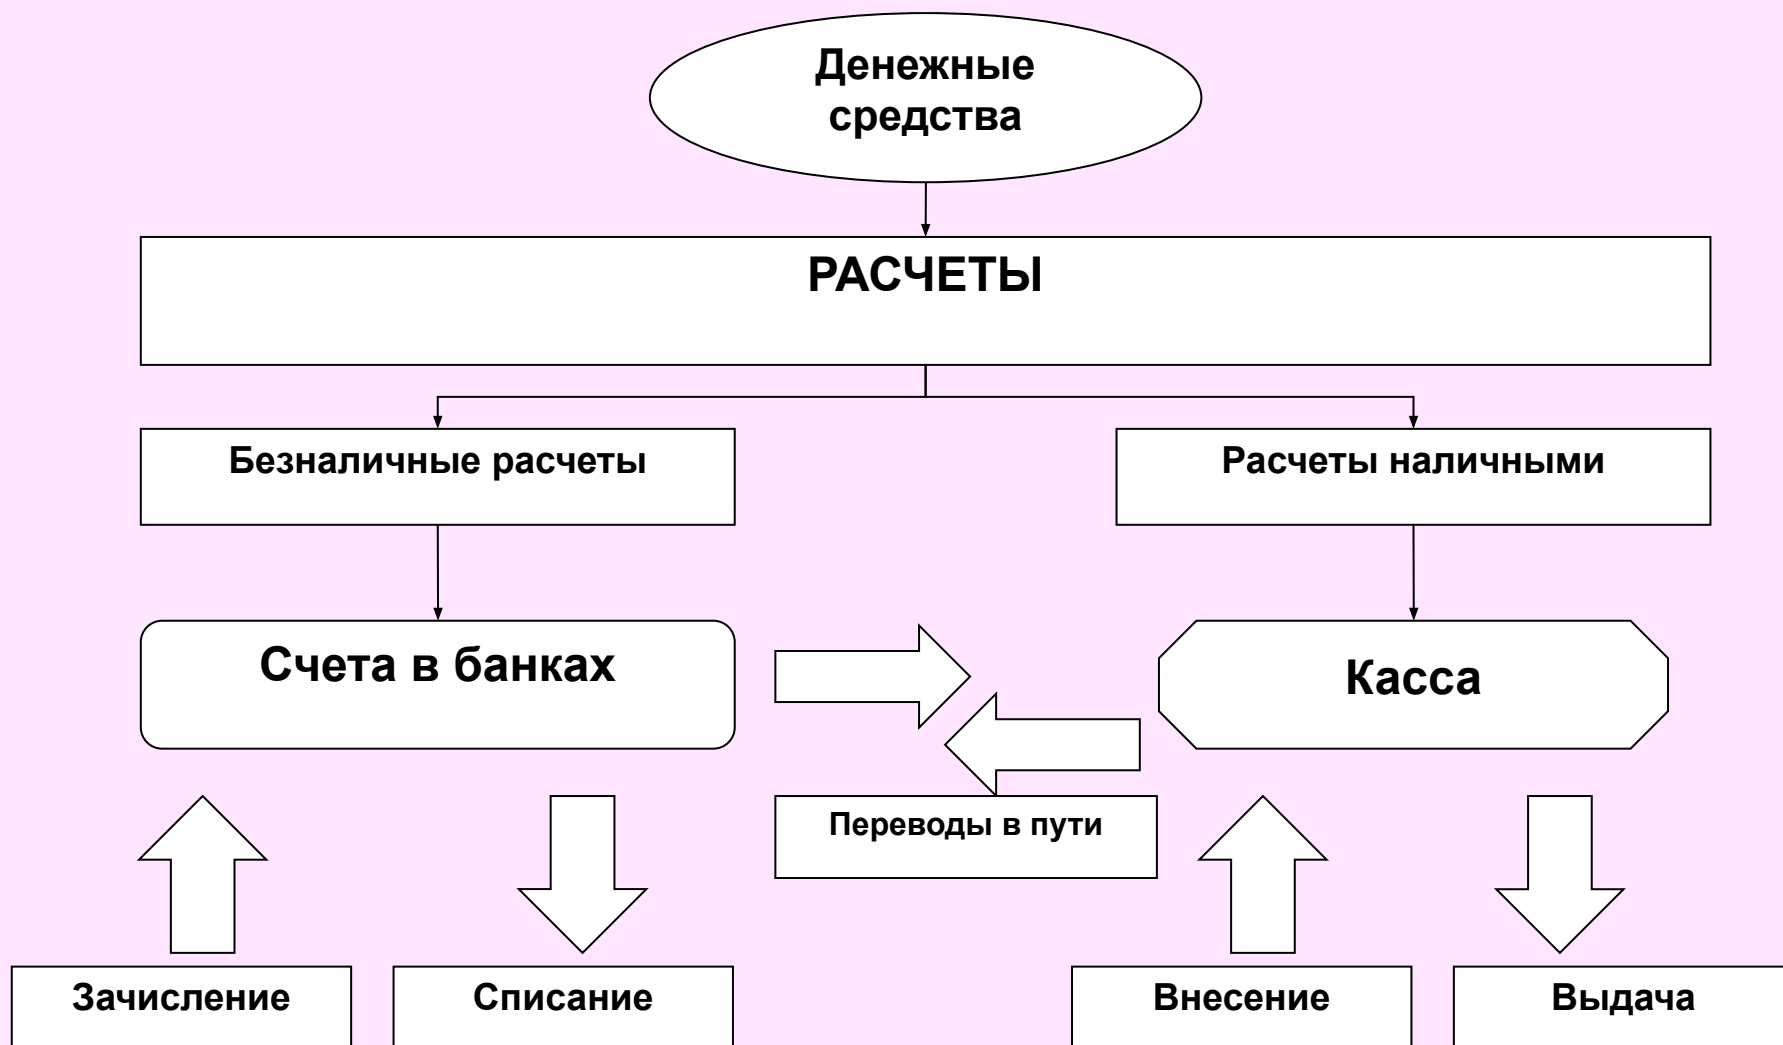 Денежные
средства
РАСЧЕТЫ
Безналичные расчеты
Расчеты наличными
Счета в банках
Касса
Переводы в пути
Зачисление
Списание
Внесение
Выдача